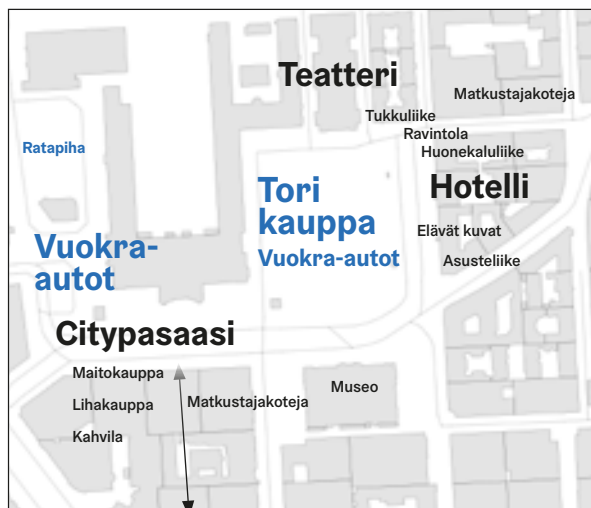 Teatteri
Matkustajakoteja
Tukkuliike
Ravintola
Huonekaluliike
Ratapiha
Hotelli
Tori
kauppa
Vuokra-autot
Elävät kuvat
Asusteliike
Vuokra-
autot
Citypasaasi
Maitokauppa
Lihakauppa
Kahvila
Matkustajakoteja
Museo